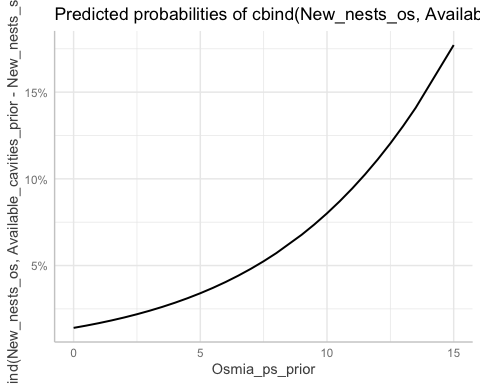 Predicted probabilities of cbind(New_nests_os, Availab
ind(New_nests_os, Available_cavities_prior - New_nests_s
15%
10%
5%
0 5 10 15
Osmia_ps_prior